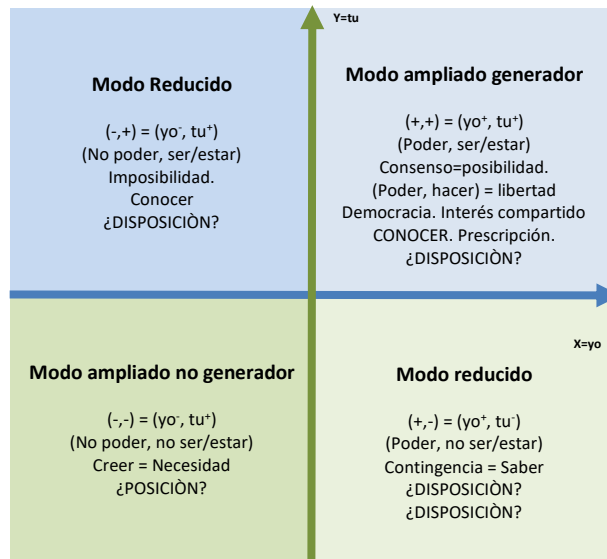 Y=tu
Modo Reducido
(-,+) = (yo-, tu+)
(No poder, ser/estar)
Imposibilidad.
Conocer
¿DISPOSICIÒN?
Modo ampliado generador
(+,+) = (yo+, tu+)
(Poder, ser/estar)
Consenso=posibilidad.
(Poder, hacer) = libertad
Democracia. Interés compartido
CONOCER. Prescripción.
¿DISPOSICIÒN?
X=yo
Modo ampliado no generador
(-,-) = (yo-, tu+)
(No poder, no ser/estar)
Creer = Necesidad
¿POSICIÒN?
Modo reducido
(+,-) = (yo+, tu-)
(Poder, no ser/estar)
Contingencia = Saber
¿DISPOSICIÒN?
¿DISPOSICIÒN?